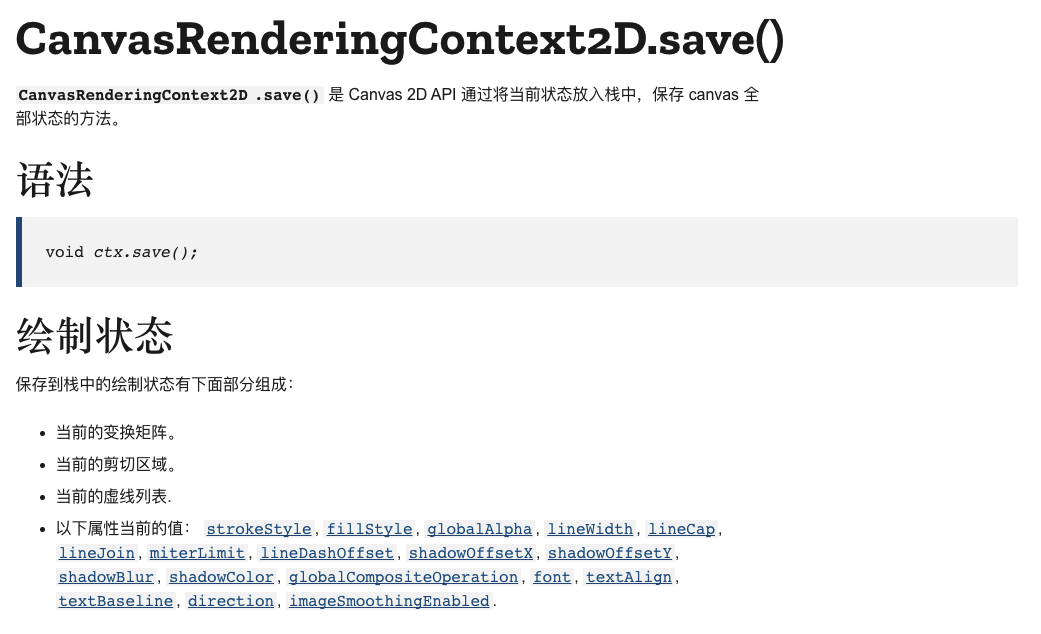 CanvasRenderingContext2D.save()
CanvasRenderingContext2D .save() 是 Canvas 2D API 通过将当前状态放入栈中，保存 canvas 全
部状态的方法。
语法
void ctx.save();
绘制状态
保存到栈中的绘制状态有下面部分组成：
• 当前的变换矩阵。
• 当前的剪切区域。
• 当前的虚线列表.
• 以下属性当前的值： strokeStyle, fillStyle, globalAlpha, lineWidth, lineCap,
lineJoin, miterLimit, lineDashOffset, shadowOffsetX, shadowOffsetY,
shadowBlur, shadowColor, globalCompositeOperation, font, textAlign,
textBaseline, direction, imageSmoothingEnabled.